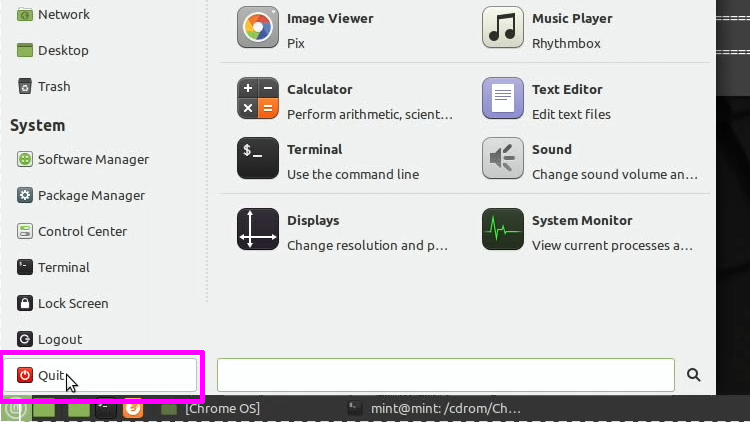 Network
Desktop
Trash
System
Software Manager
Package Manager
Control Center
Terminal
Lock Screen
Logout
Quit
Image Viewer
Pix
Music Player
Rhythmbox
Calculator
Perform arithmetic, scient...
Text Editor
Edit text files
Terminal
Use the command line
Sound
Change sound volume an...
Displays
Change resolution and p...
System Monitor
View current processes a...
[Chrome OS]
mint@mint: /cdrom/Ch...